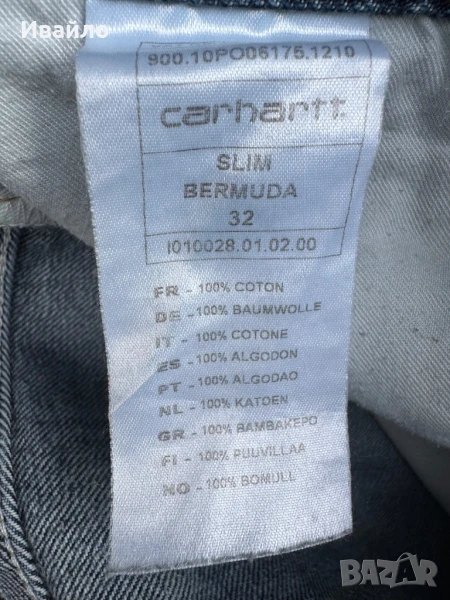 Ивайло
900.10PO06175.1210
carhartt
SLIM
BERMUDA
32
I010028.01.02.00
FR - 100% COTON
DE - 100% BAUMWOLLE
IT - 100% COTONE
ES - 100% ALGODON
PT - 100% ALGODAO
NL - 100% KATOEN
GR - 100% BAMBAKEPO
FI - 100% PUUVILLAA
NO - 100% BOMULL
BAZAR